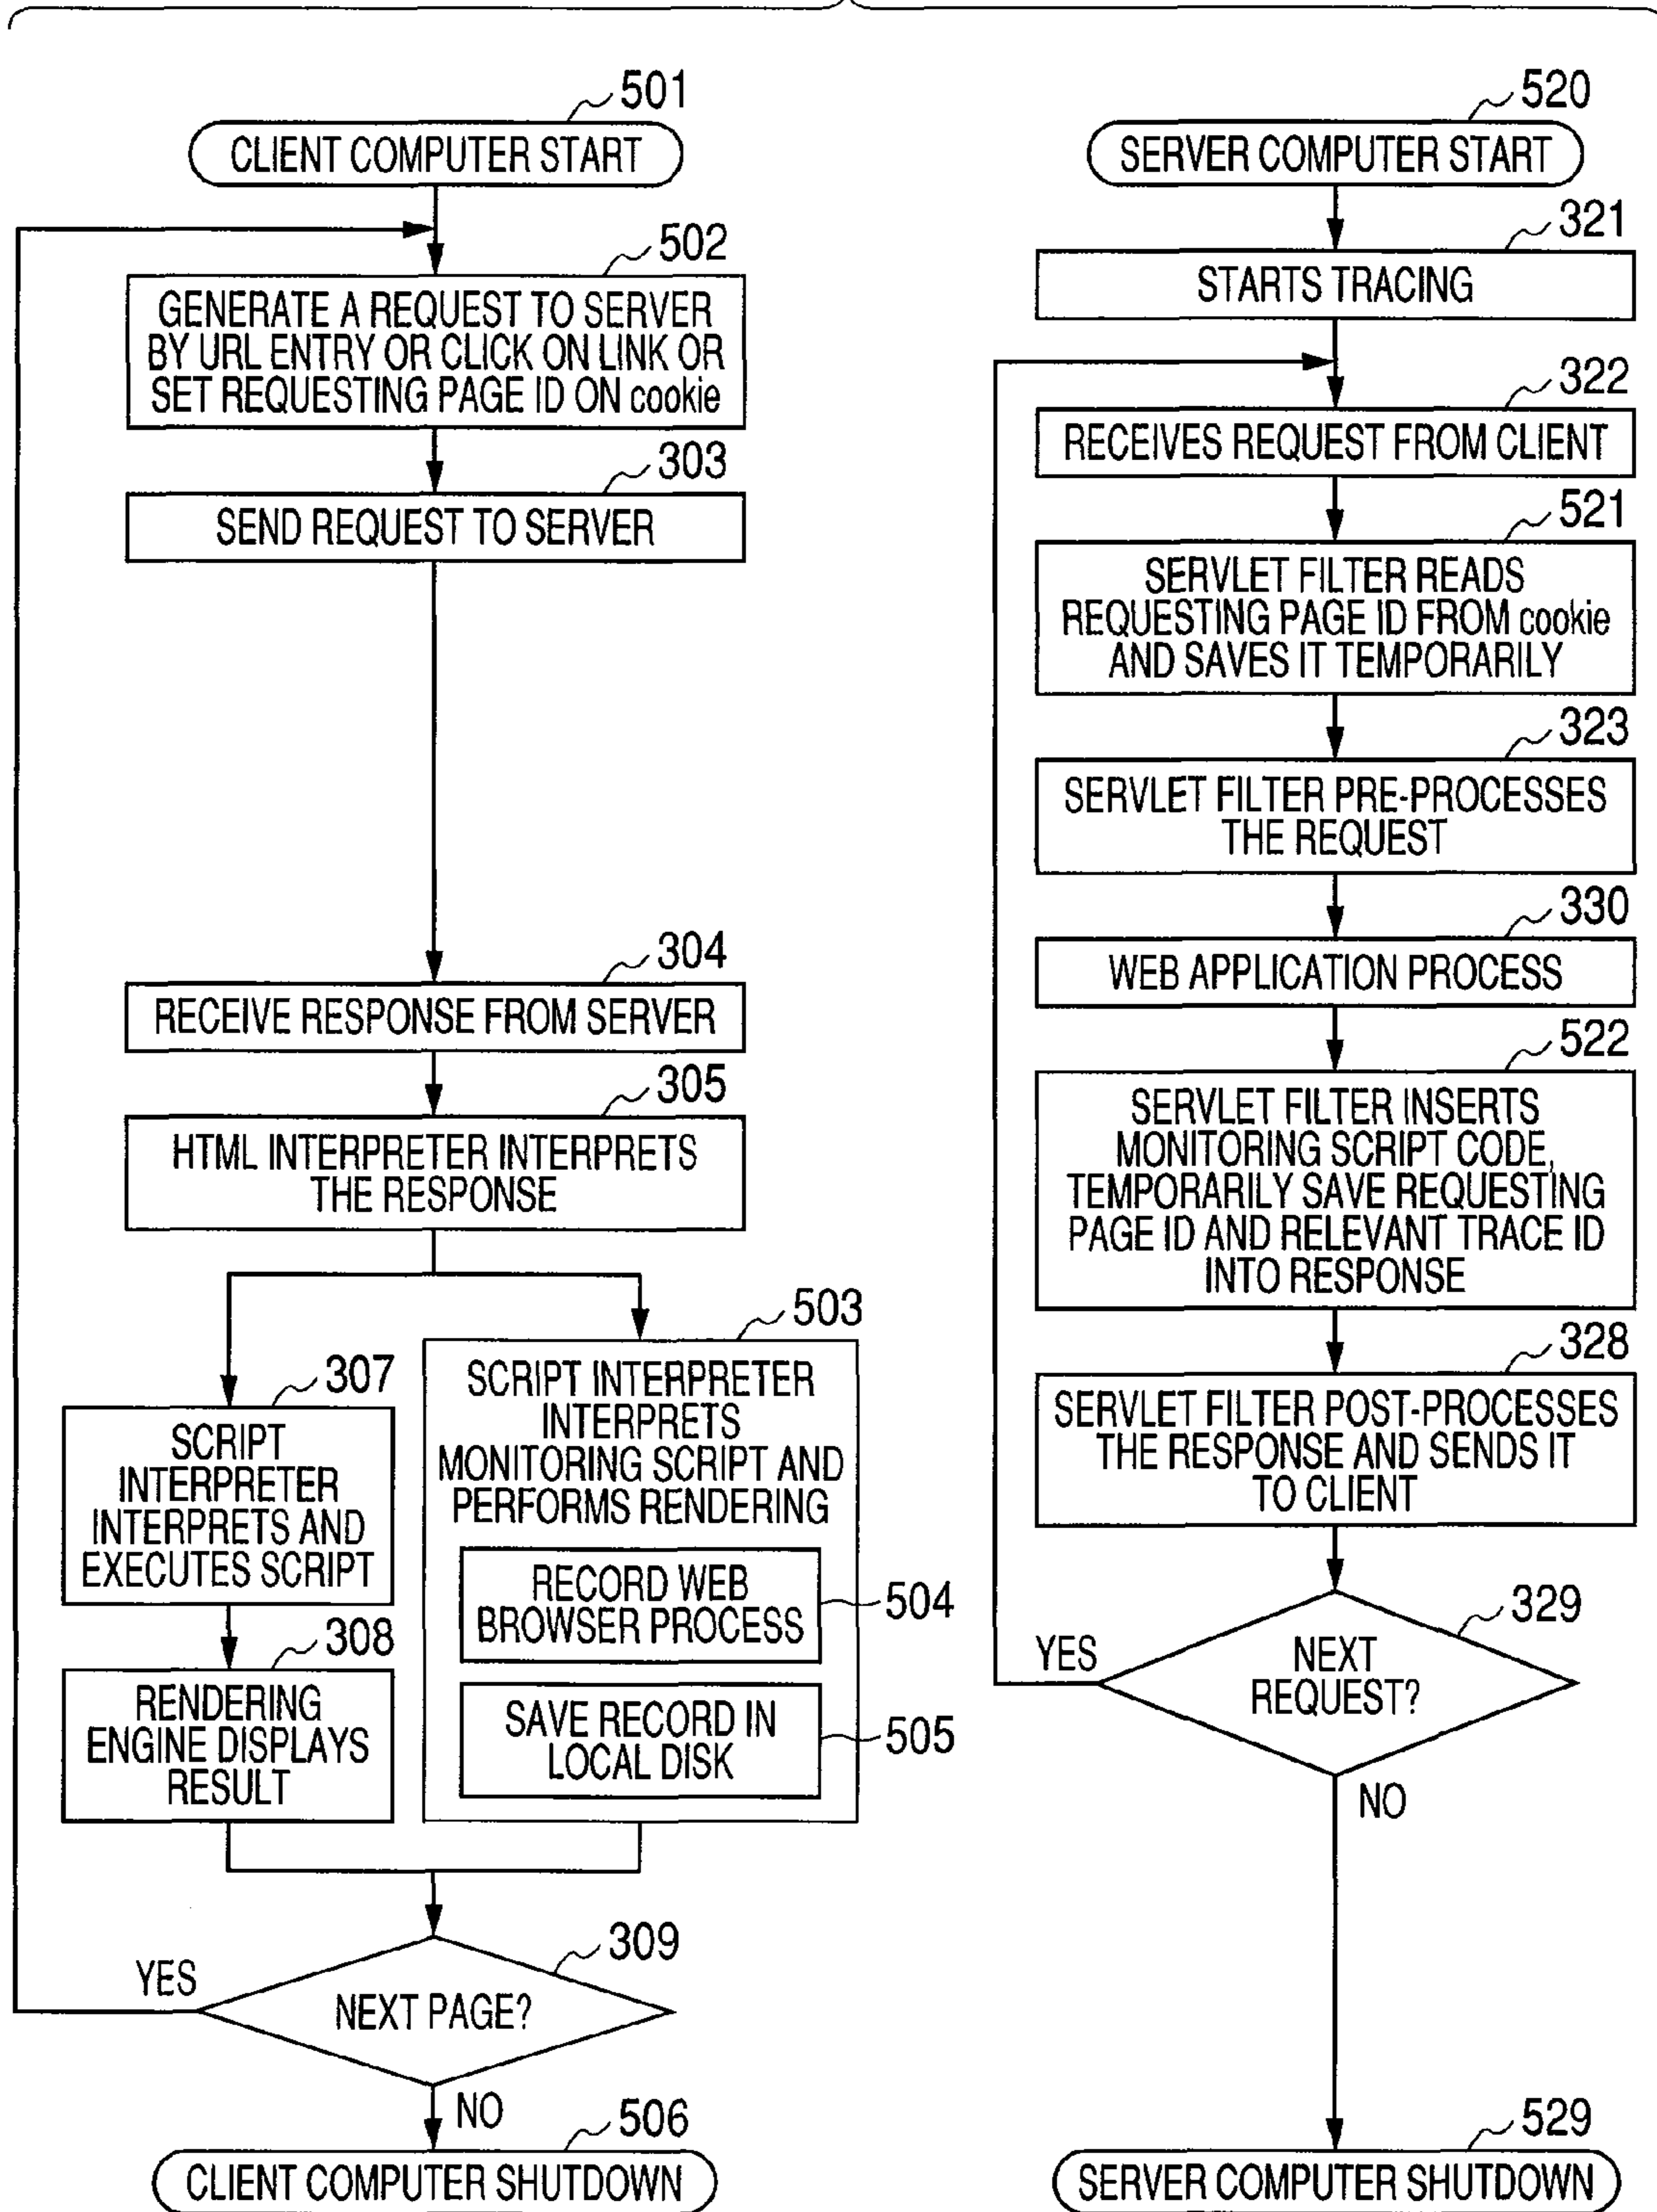 501
CLIENT COMPUTER START
502
GENERATE A REQUEST TO SERVER
BY URL ENTRY OR CLICK ON LINK OR
SET REQUESTING PAGE ID ON cookie
303
SEND REQUEST TO SERVER
304
RECEIVE RESPONSE FROM SERVER
305
HTML INTERPRETER INTERPRETS
THE RESPONSE
307
SCRIPT
INTERPRETER
INTERPRETS AND
EXECUTES SCRIPT
308
RENDERING
ENGINE DISPLAYS
RESULT
503
SCRIPT INTERPRETER
INTERPRETS
MONITORING SCRIPT AND
PERFORMS RENDERING
RECORD WEB
BROWSER PROCESS
504
SAVE RECORD IN
LOCAL DISK
505
309
YES
NEXT PAGE?
NO
506
CLIENT COMPUTER SHUTDOWN
520
SERVER COMPUTER START
321
STARTS TRACING
322
RECEIVES REQUEST FROM CLIENT
521
SERVLET FILTER READS
REQUESTING PAGE ID FROM cookie
AND SAVES IT TEMPORARILY
323
SERVLET FILTER PRE-PROCESSES
THE REQUEST
330
WEB APPLICATION PROCESS
522
SERVLET FILTER INSERTS
MONITORING SCRIPT CODE,
TEMPORARILY SAVE REQUESTING
PAGE ID AND RELEVANT TRACE ID
INTO RESPONSE
328
SERVLET FILTER POST-PROCESSES
THE RESPONSE AND SENDS IT
TO CLIENT
329
YES
NEXT
REQUEST?
NO
529
SERVER COMPUTER SHUTDOWN